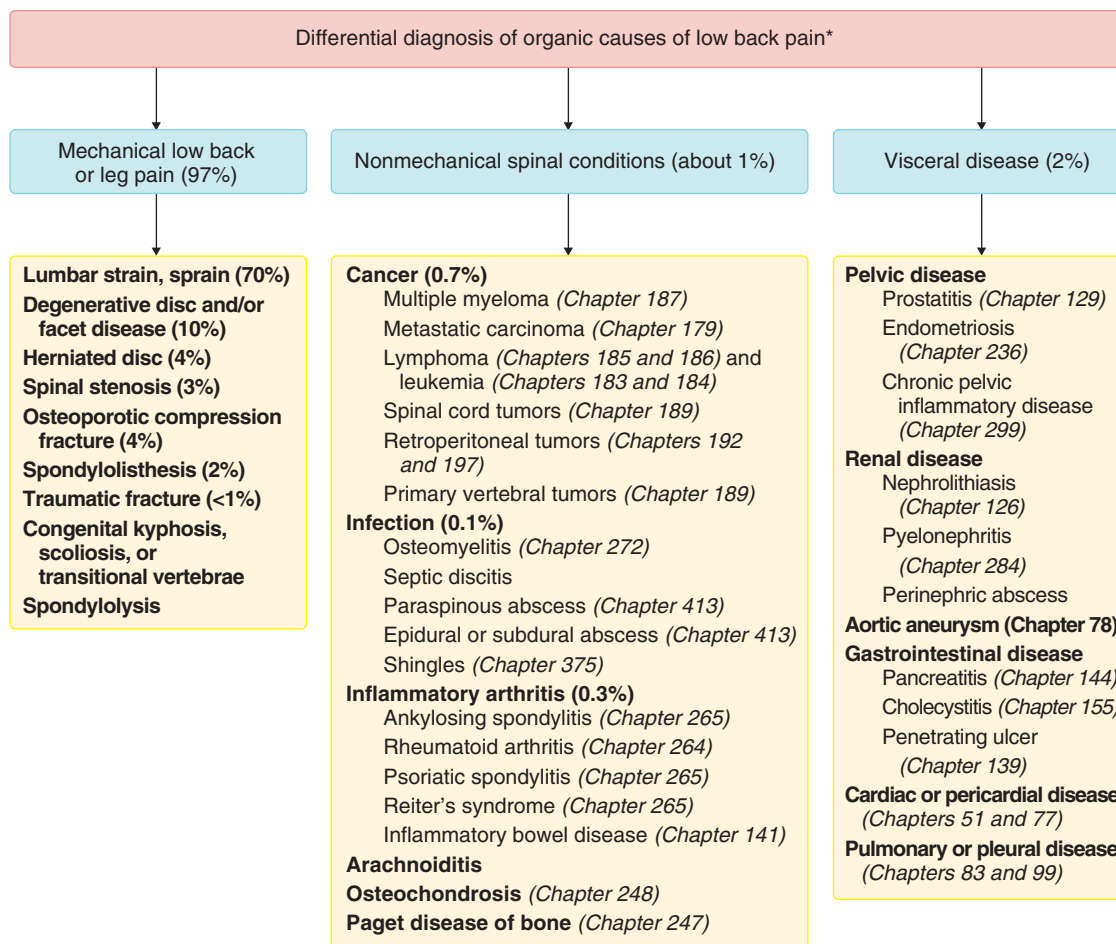 Differential diagnosis of organic causes of low back pain*
Mechanical low back
or leg pain (97%)
Lumbar strain, sprain (70%)
Degenerative disc and/or
facet disease (10%)
Herniated disc (4%)
Spinal stenosis (3%)
Osteoporotic compression
fracture (4%)
Spondylolisthesis (2%)
Traumatic fracture (<1%)
Congenital kyphosis,
scoliosis, or
transitional vertebrae
Spondylolysis
Nonmechanical spinal conditions (about 1%)
Cancer (0.7%)
Multiple myeloma (Chapter 187)
Metastatic carcinoma (Chapter 179)
Lymphoma (Chapters 185 and 186) and
leukemia (Chapters 183 and 184)
Spinal cord tumors (Chapter 189)
Retroperitoneal tumors (Chapters 192
and 197)
Primary vertebral tumors (Chapter 189)
Infection (0.1%)
Osteomyelitis (Chapter 272)
Septic discitis
Paraspinous abscess (Chapter 413)
Epidural or subdural abscess (Chapter 413)
Shingles (Chapter 375)
Inflammatory arthritis (0.3%)
Ankylosing spondylitis (Chapter 265)
Rheumatoid arthritis (Chapter 264)
Psoriatic spondylitis (Chapter 265)
Reiter's syndrome (Chapter 265)
Inflammatory bowel disease (Chapter 141)
Arachnoiditis
Osteochondrosis (Chapter 248)
Paget disease of bone (Chapter 247)
Visceral disease (2%)
Pelvic disease
Prostatitis (Chapter 129)
Endometriosis
(Chapter 236)
Chronic pelvic
inflammatory disease
(Chapter 299)
Renal disease
Nephrolithiasis
(Chapter 126)
Pyelonephritis
(Chapter 284)
Perinephric abscess
Aortic aneurysm (Chapter 78)
Gastrointestinal disease
Pancreatitis (Chapter 144)
Cholecystitis (Chapter 155)
Penetrating ulcer
(Chapter 139)
Cardiac or pericardial disease
(Chapters 51 and 77)
Pulmonary or pleural disease
(Chapters 83 and 99)